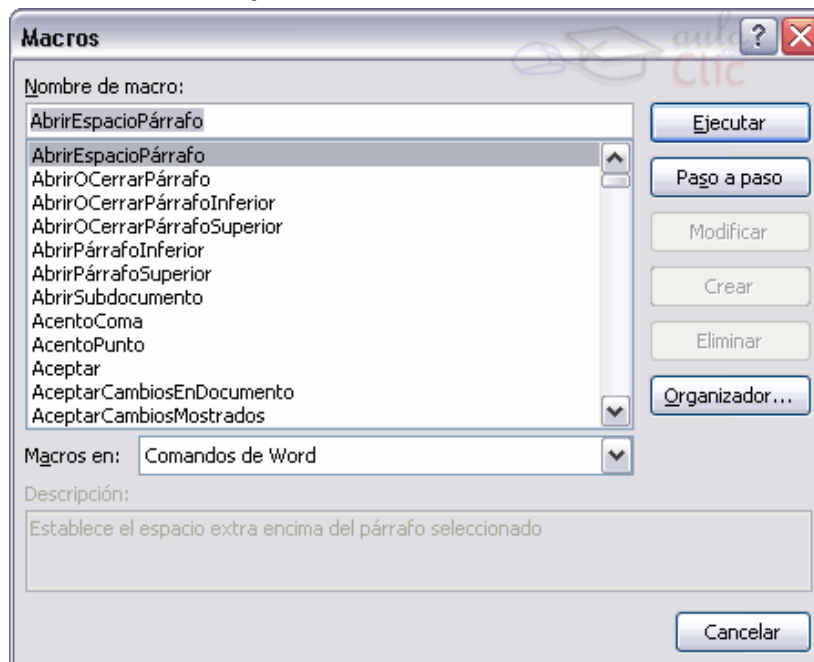 Macros
aula
Clic
?
Nombre de macro:
AbrirEspacioPárrafo
AbrirEspacioPárrafo
AbrirOCerrarPárrafo
AbrirOCerrarPárrafoInferior
AbrirOCerrarPárrafoSuperior
AbrirPárrafoInferior
AbrirPárrafoSuperior
AbrirSubdocumento
AcentoComa
AcentoPunto
Aceptar
AceptarCambiosEnDocumento
AceptarCambiosMostrados
Ejecutar
Paso a paso
Modificar
Crear
Eliminar
Organizador...
Macros en: Comandos de Word
Descripción:
Establece el espacio extra encima del párrafo seleccionado
Cancelar